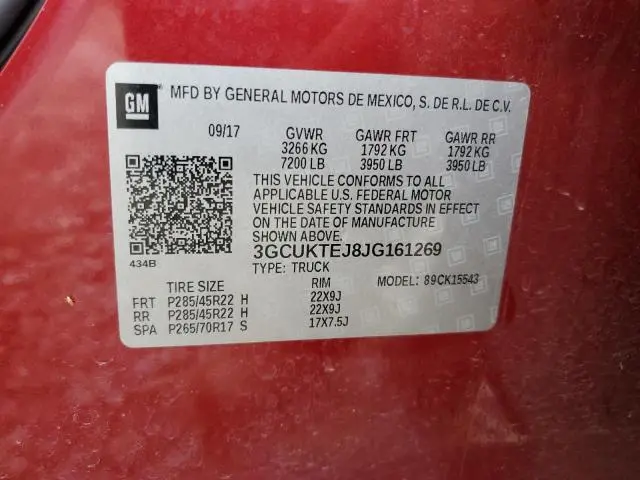 GM
MFD BY GENERAL MOTORS DE MEXICO, S. DE R.L. DE C.V.
09/17 GVWR GAWR FRT GAWR RR
3266 KG 1792 KG 1792 KG
7200 LB 3950 LB 3950 LB
THIS VEHICLE CONFORMS TO ALL
APPLICABLE U.S. FEDERAL MOTOR
VEHICLE SAFETY STANDARDS IN EFFECT
ON THE DATE OF MANUFACTURE
SHOWN ABOVE.
434B 3GCUKTEJ8JG161269
TYPE: TRUCK MODEL: 89CK15543
TIRE SIZE RIM
FRT P285/45R22 H 22X9J
RR P285/45R22 H 22X9J
SPA P265/70R17 S 17X7.5J